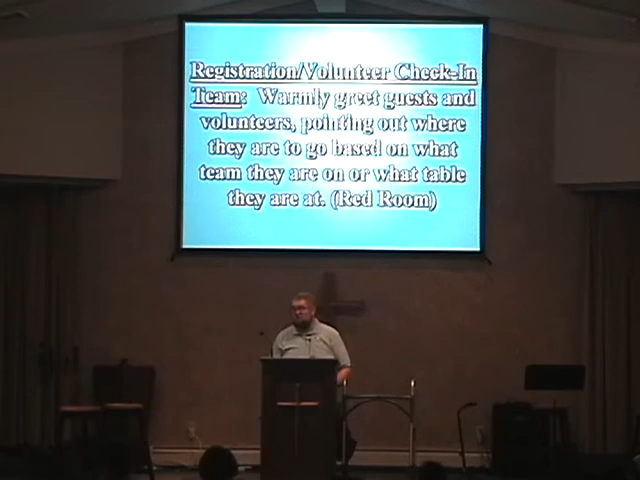 Registration/Volunteer Check-In
Team: Warmly greet guests and
volunteers, pointing out where
they are to go based on what
team they are on or what table
they are at. (Red Room)